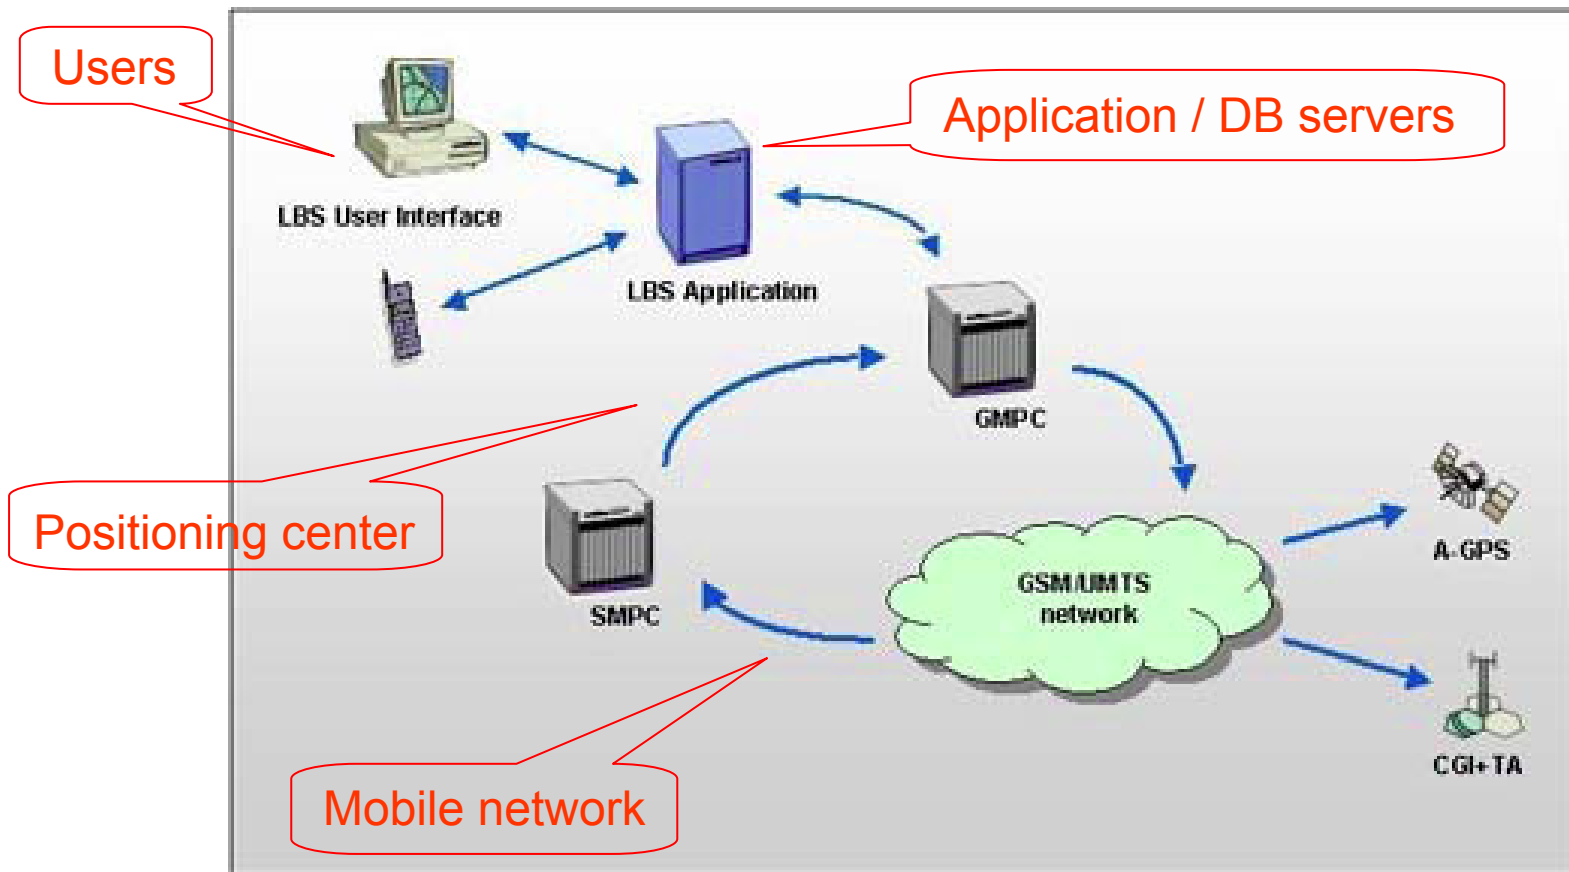 Users
Application / DB servers
LBS User Interface
LBS Application
GMPC
Positioning center
A-GPS
GSM/UMTS
network
SMPC
CGI+TA
Mobile network